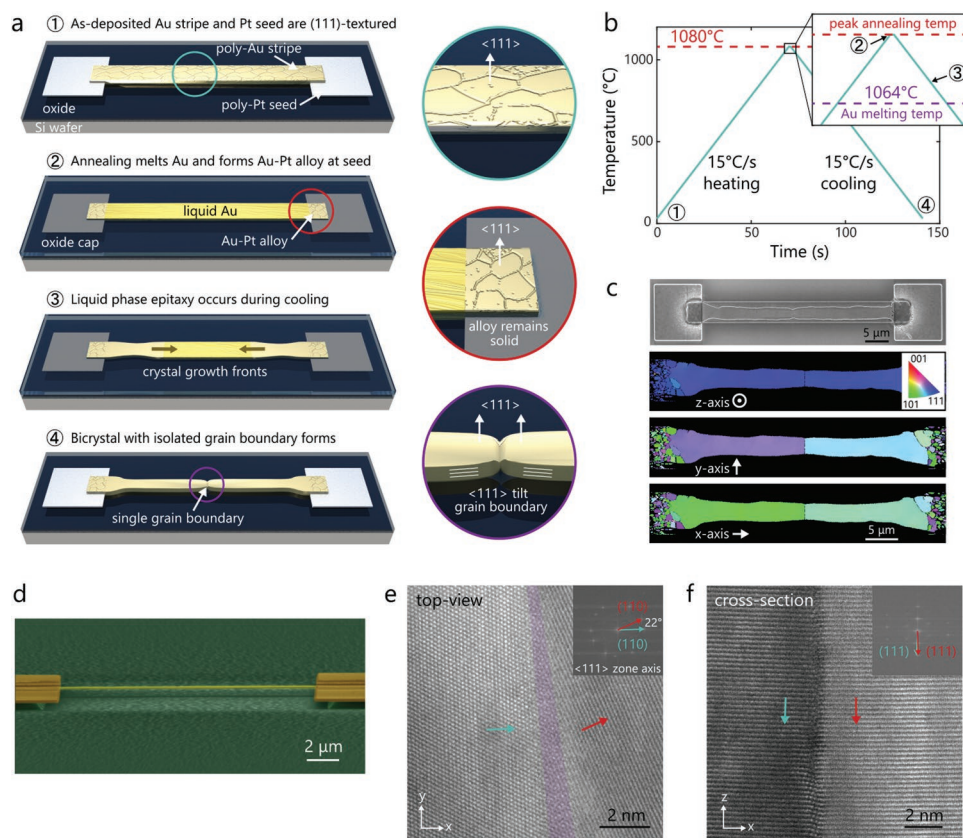 a
① As-deposited Au stripe and Pt seed are (111)-textured
poly-Au stripe
oxide
poly-Pt seed
Si wafer
<111>
② Annealing melts Au and forms Au-Pt alloy at seed
liquid Au
oxide cap
Au-Pt alloy
<111>
alloy remains
solid
③ Liquid phase epitaxy occurs during cooling
crystal growth fronts
④ Bicrystal with isolated grain boundary forms
single grain boundary
<111>
<111> tilt
grain boundary
b
Temperature (°C)
1000
500
0
0
50
100
150
Time (s)
1080°C
15°C/s
heating
15°C/s
cooling
①
④
peak annealing temp
②
③
1064°C
Au melting temp
c
5 μm
z-axis
001
101
111
y-axis
x-axis
5 μm
d
2 μm
e
top-view
22°
(110)
<111> zone axis
y
x
2 nm
f
cross-section
(111)
(111)
z
x
2 nm